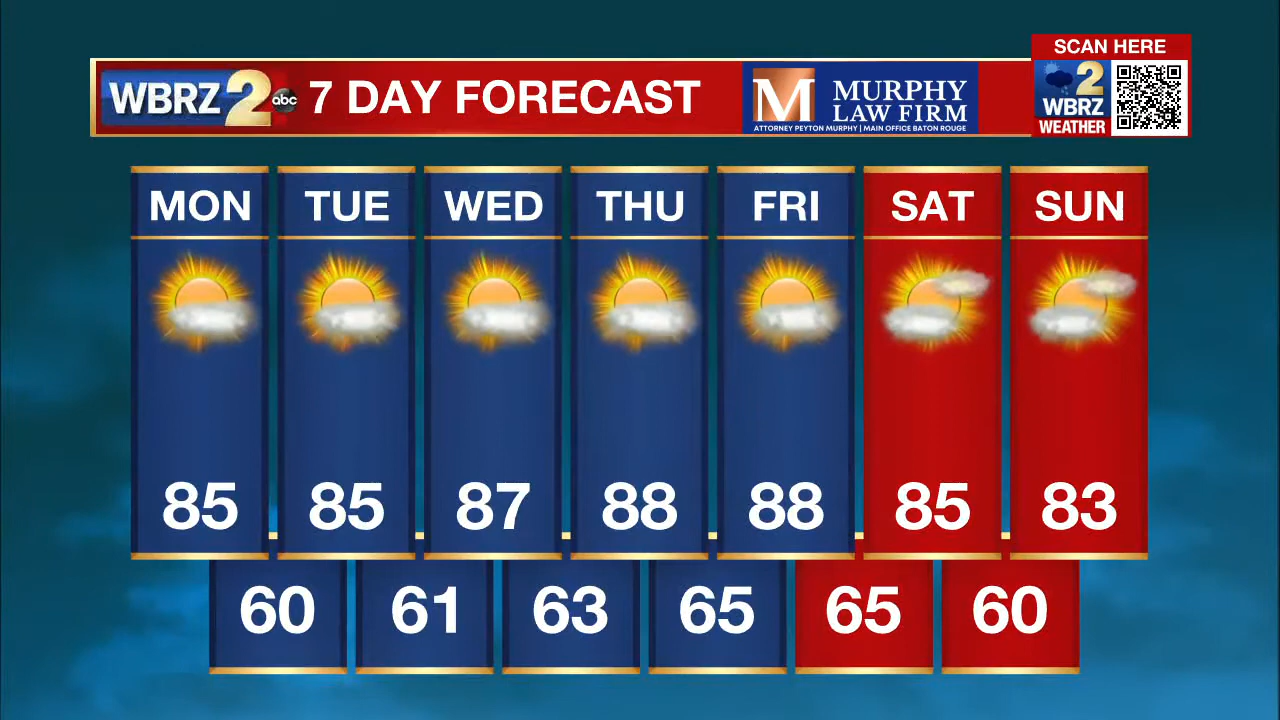 SCAN HERE
WBRZ 2 abc 7 DAY FORECAST
M MURPHY
LAW FIRM
ATTORNEY PEYTON MURPHY | MAIN OFFICE BATON ROUGE
2
WBRZ
WEATHER
MON TUE WED THU FRI SAT SUN
85 85 87 88 88 85 83
60 61 63 65 65 60